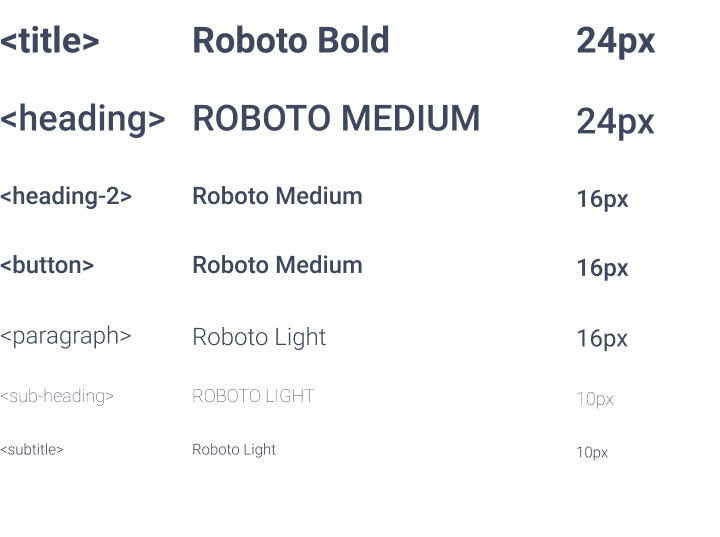 <title> Roboto Bold 24px
<heading> ROBOTO MEDIUM 24px
<heading-2> Roboto Medium 16px
<button> Roboto Medium 16px
<paragraph> Roboto Light 16px
<sub-heading> ROBOTO LIGHT 10px
<subtitle> Roboto Light 10px